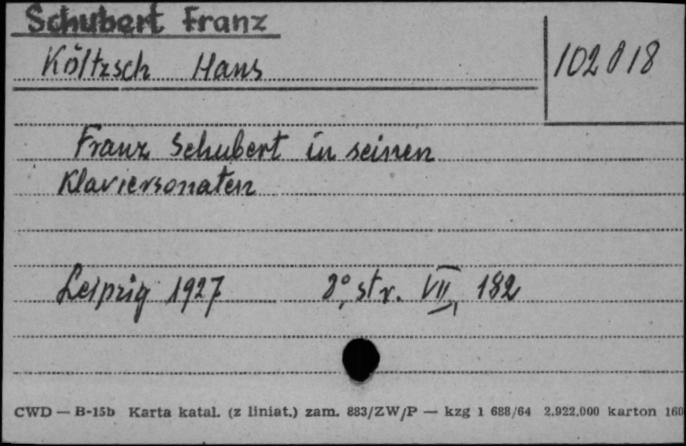 Schubert Franz
Költzsch Hans
102018
Franz Schubert in seinen
Klaviersonaten
Leipzig 1927 8°, str. VII, 182
CWD — B-15b Karta katal. (z liniat.) zam. 883/ZW/P — kzg 1 688/64 2.922.000 karton 160